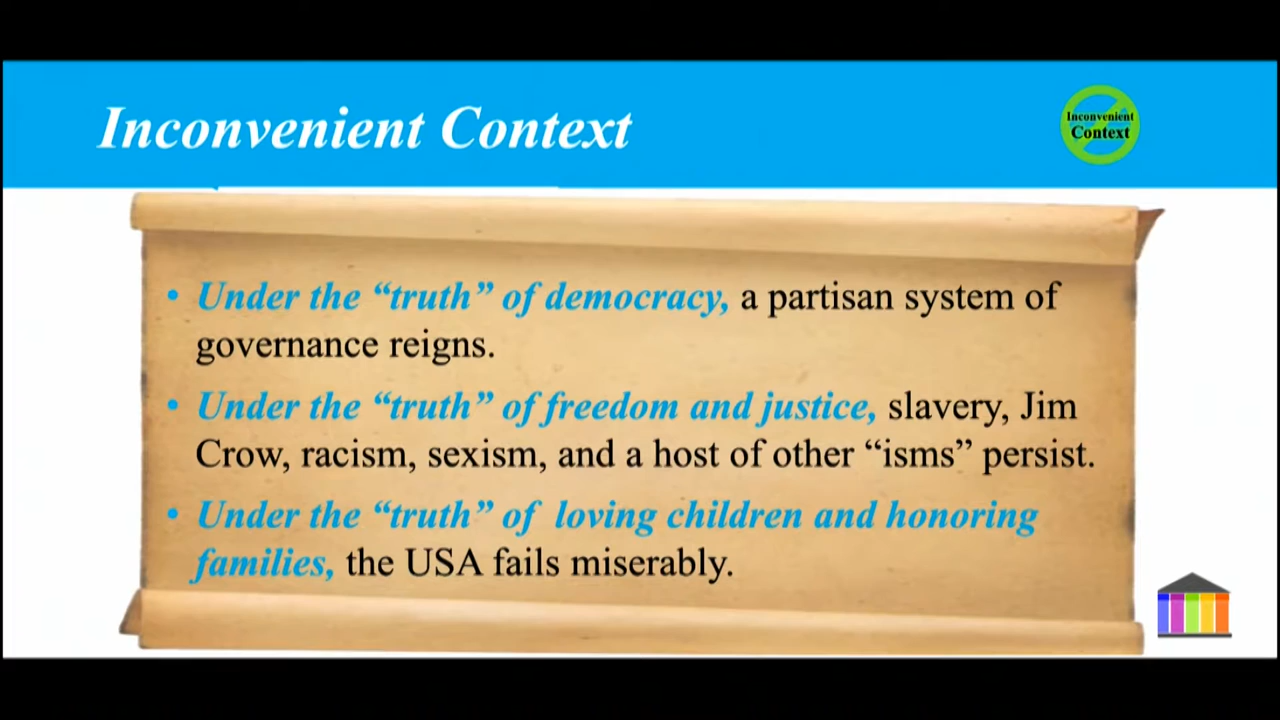 Inconvenient Context
Inconvenient
Context
• Under the “truth” of democracy, a partisan system of
governance reigns.
• Under the “truth” of freedom and justice, slavery, Jim
Crow, racism, sexism, and a host of other “isms” persist.
• Under the “truth” of loving children and honoring
families, the USA fails miserably.